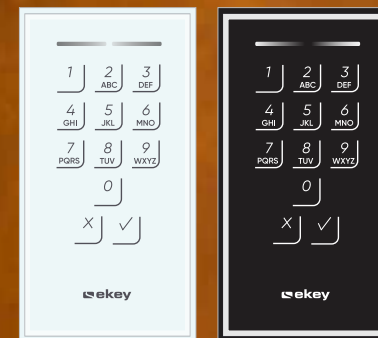 1 2 3
ABC DEF
4 5 6
GHI JKL MNO
7 8 9
PQRS TUV WXYZ
0
X ✓
ekey
1 2 3
ABC DEF
4 5 6
GHI JKL MNO
7 8 9
PQRS TUV WXYZ
0
X ✓
ekey